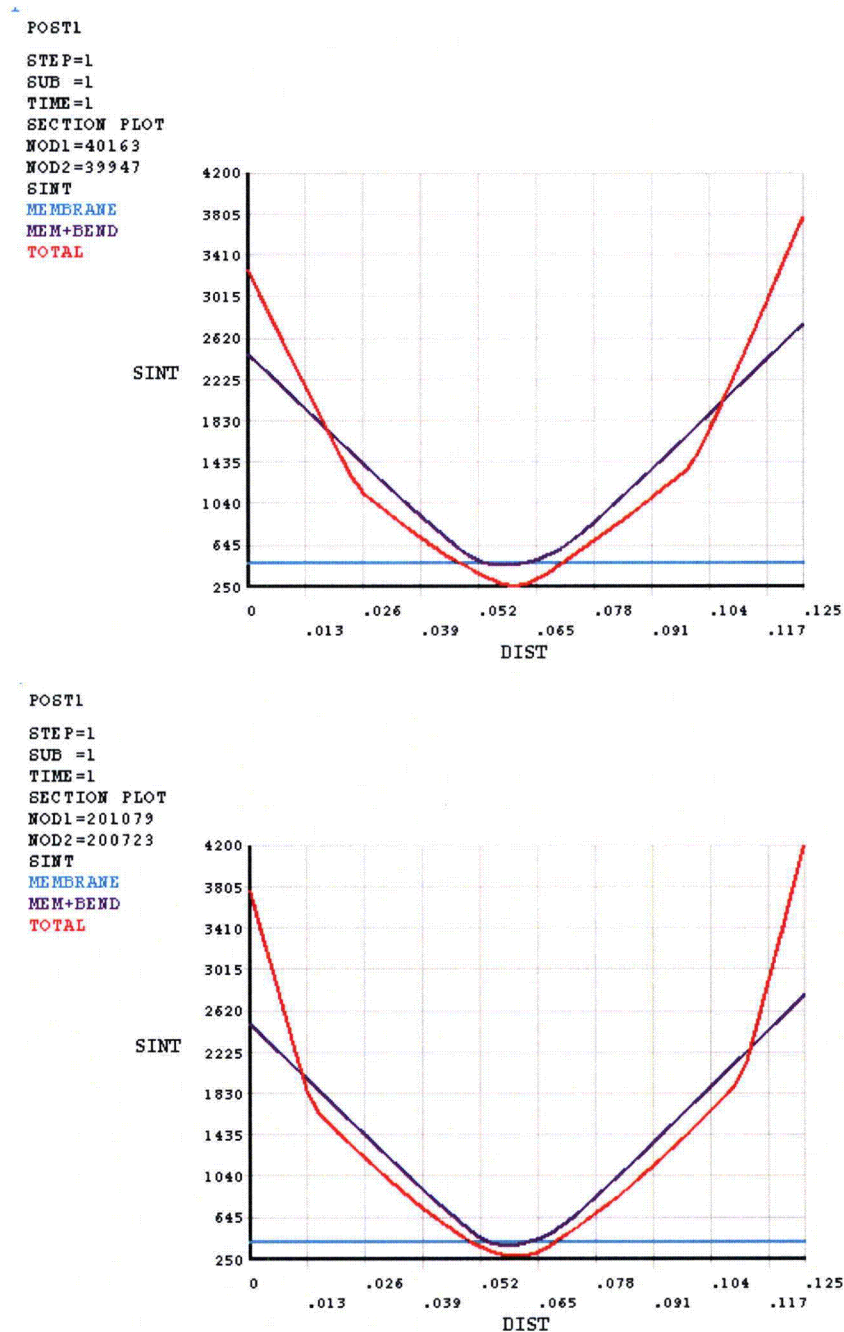 POST1
STEP=1
SUB =1
TIME=1
SECTION PLOT
NOD1=40163
NOD2=39947
SINT
MEMBRANE
MEM+BEND
TOTAL
4200
3805
3410
3015
2620
2225
1830
1435
1040
645
250
SINT
0 .026 .052 .078 .104 .125
.013 .039 .065 .091 .117
DIST
POST1
STEP=1
SUB =1
TIME=1
SECTION PLOT
NOD1=201079
NOD2=200723
SINT
MEMBRANE
MEM+BEND
TOTAL
4200
3805
3410
3015
2620
2225
1830
1435
1040
645
250
SINT
0 .026 .052 .078 .104 .125
.013 .039 .065 .091 .117
DIST